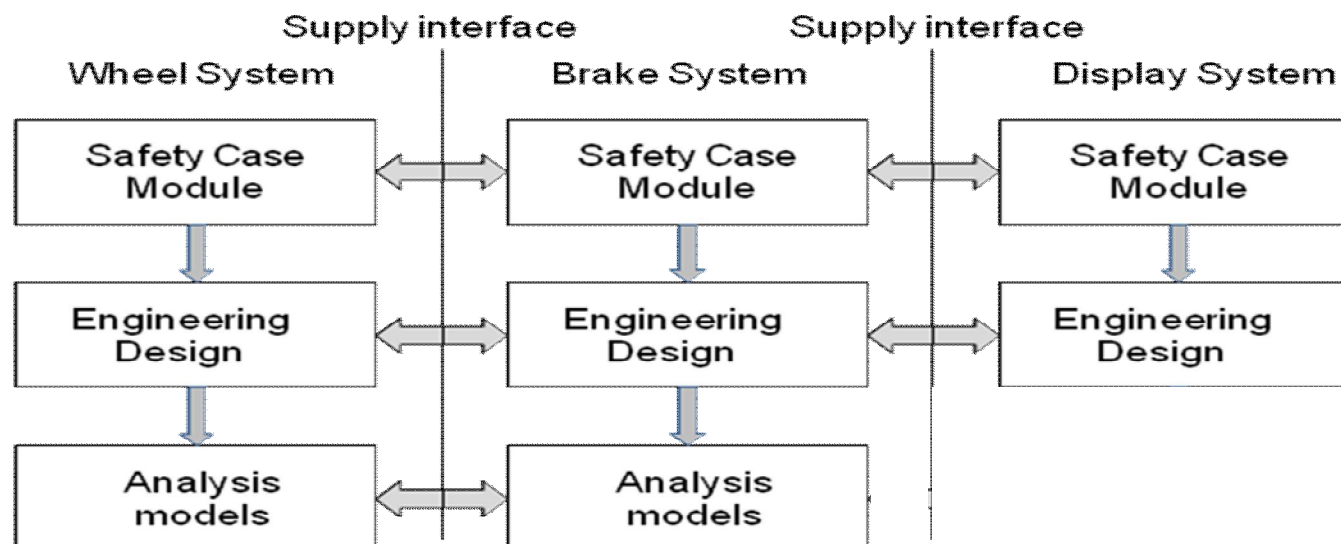 Supply interface
Supply interface
Wheel System
Brake System
Display System
Safety Case
Module
Safety Case
Module
Safety Case
Module
Engineering
Design
Engineering
Design
Engineering
Design
Analysis
models
Analysis
models